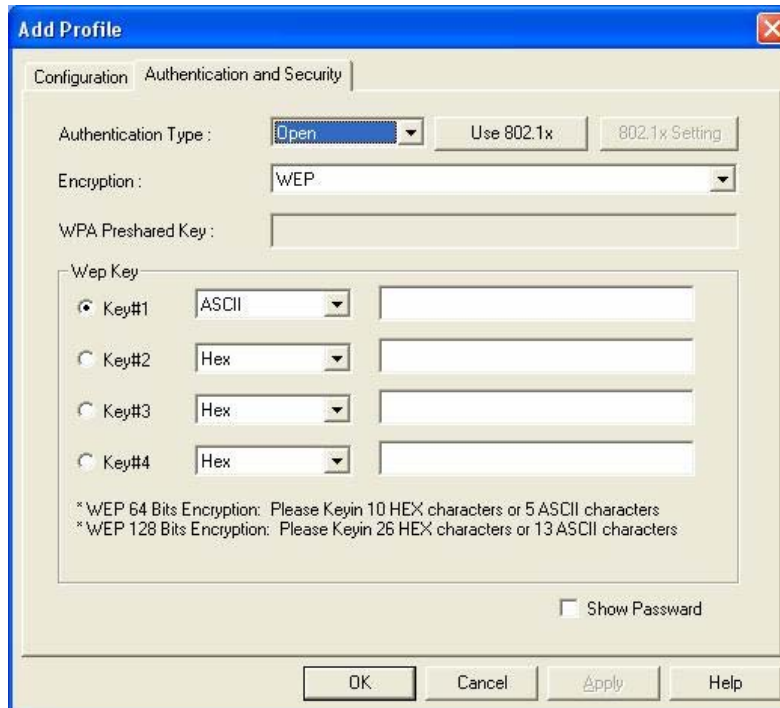 Add Profile
Configuration Authentication and Security
Authentication Type : Open Use 802.1x 802.1x Setting
Encryption : WEP
WPA Preshared Key :
Wep Key
Key#1 ASCII
Key#2 Hex
Key#3 Hex
Key#4 Hex
* WEP 64 Bits Encryption: Please Keyin 10 HEX characters or 5 ASCII characters
* WEP 128 Bits Encryption: Please Keyin 26 HEX characters or 13 ASCII characters
Show Passward
OK Cancel Apply Help